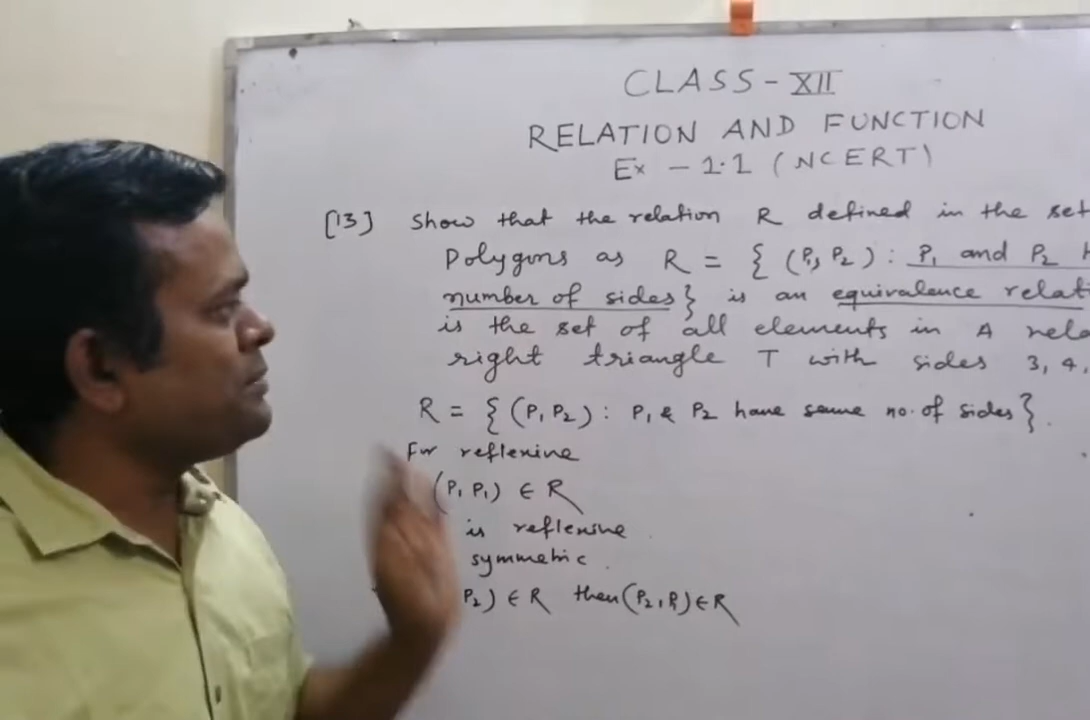 CLASS - XII
RELATION AND FUNCTION
Ex - 1.1 (NCERT)
[13] Show that the relation R defined in the set
Polygons as R = { (P₁, P₂) : P₁ and P₂
number of sides} is an equivalence
is the set of all elements in A
right triangle T with sides 3, 4,
R = { (P₁ P₂) : P₁ & P₂ have same no. of sides }.
For reflexive
(P₁ P₁) ∈ R
is reflexive
symmetric
P₂) ∈ R then (P₂, P₁) ∈ R